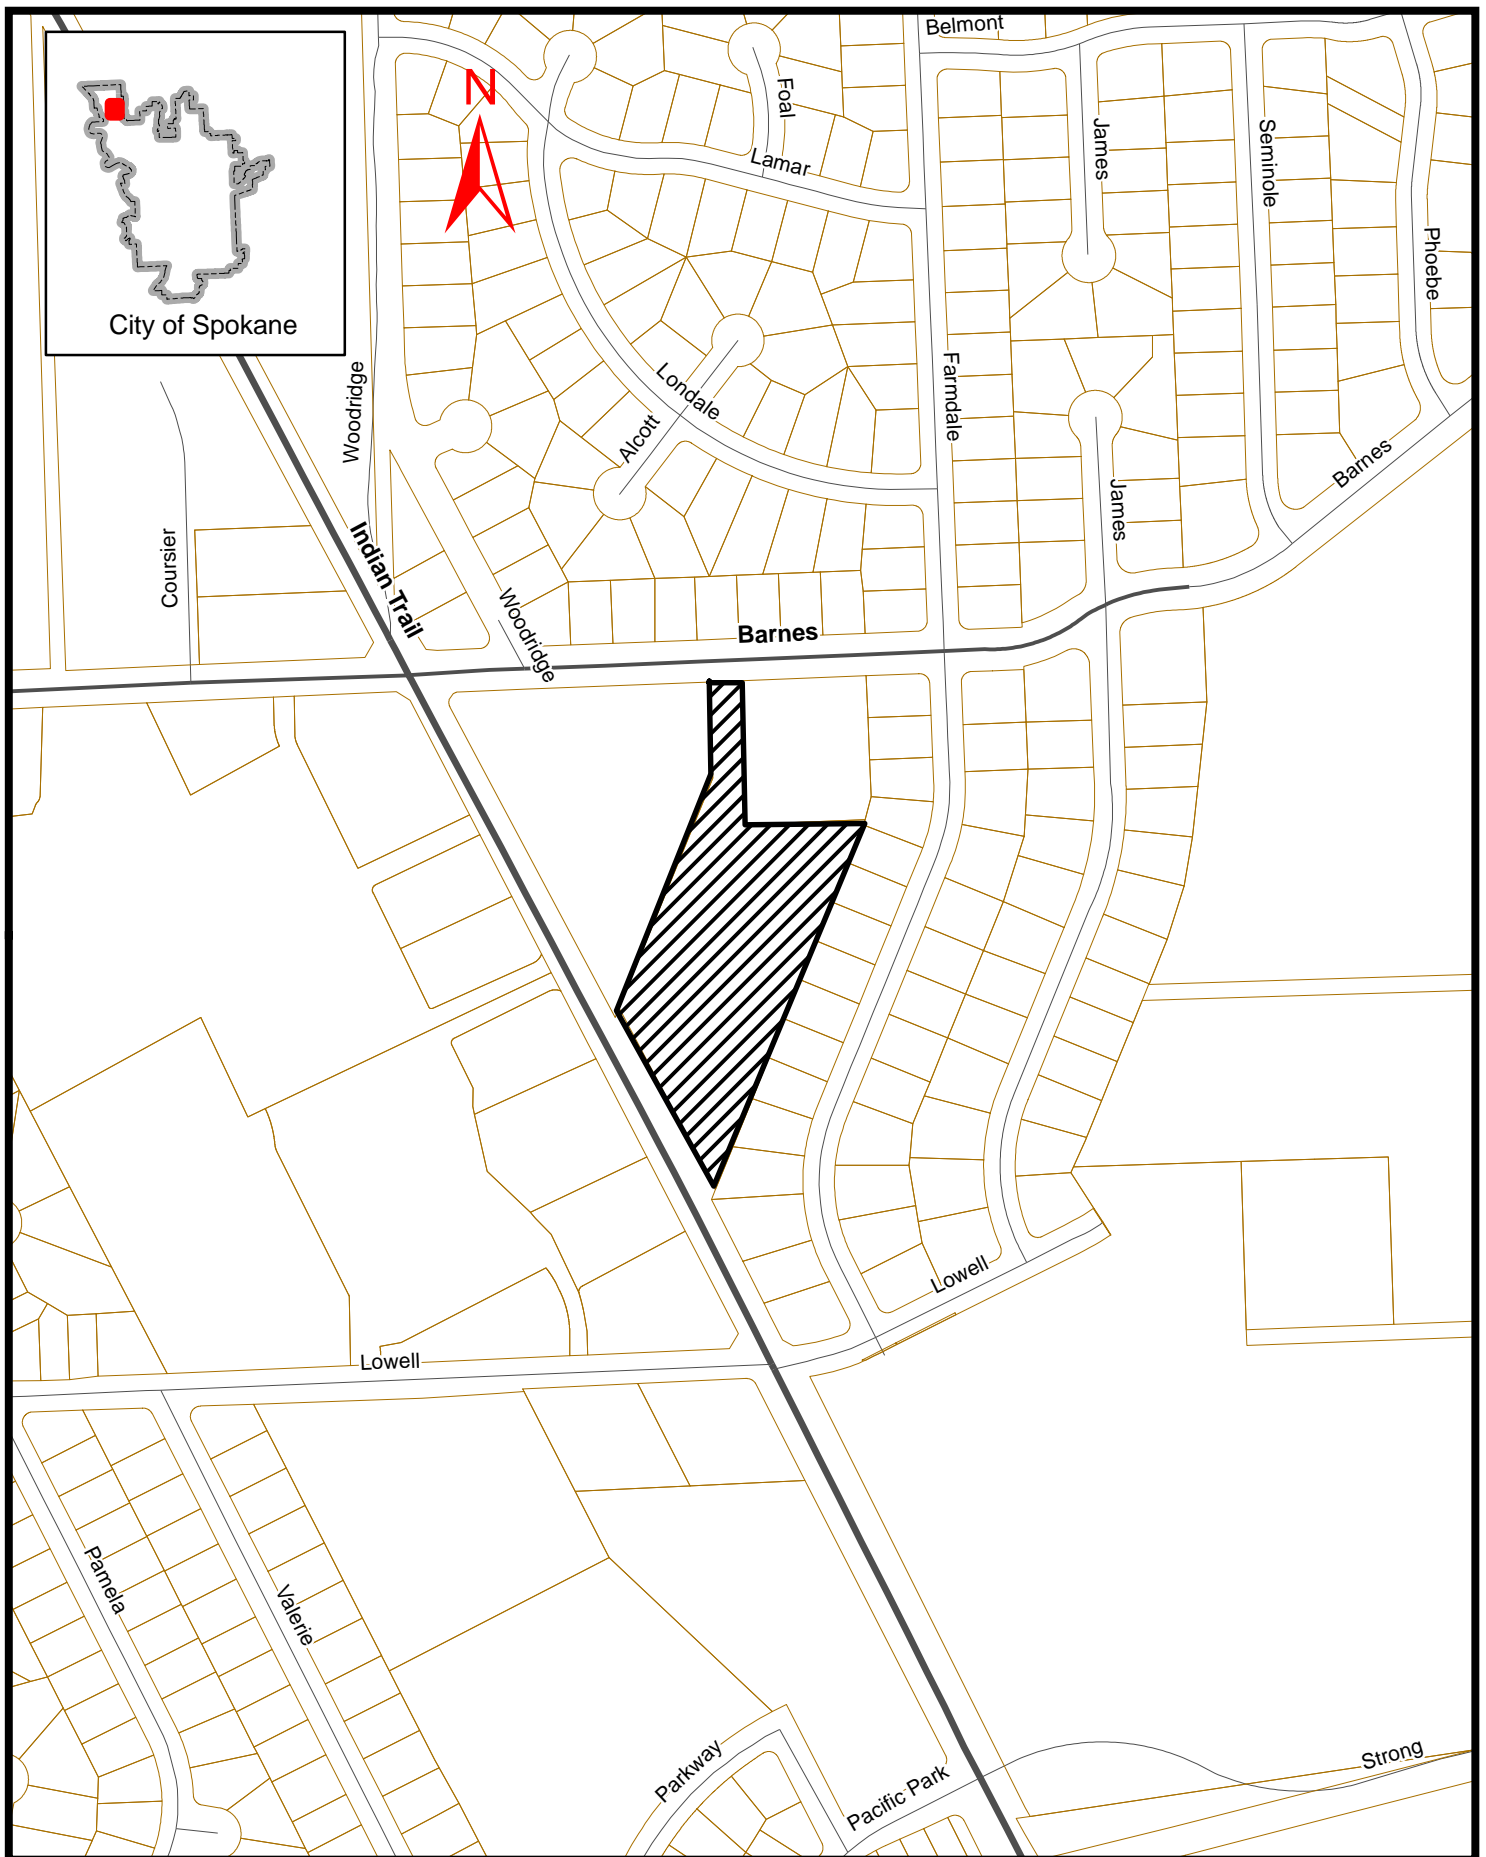 Belmont
N
Foal
James
Seminole
Lamar
Phoebe
City of Spokane
Woodridge
Farmdale
Londale
Alcott
Barnes
James
Coursier
Indian Trail
Woodridge
Barnes
Lowell
Lowell
Pamela
Valerie
Parkway
Pacific Park
Strong